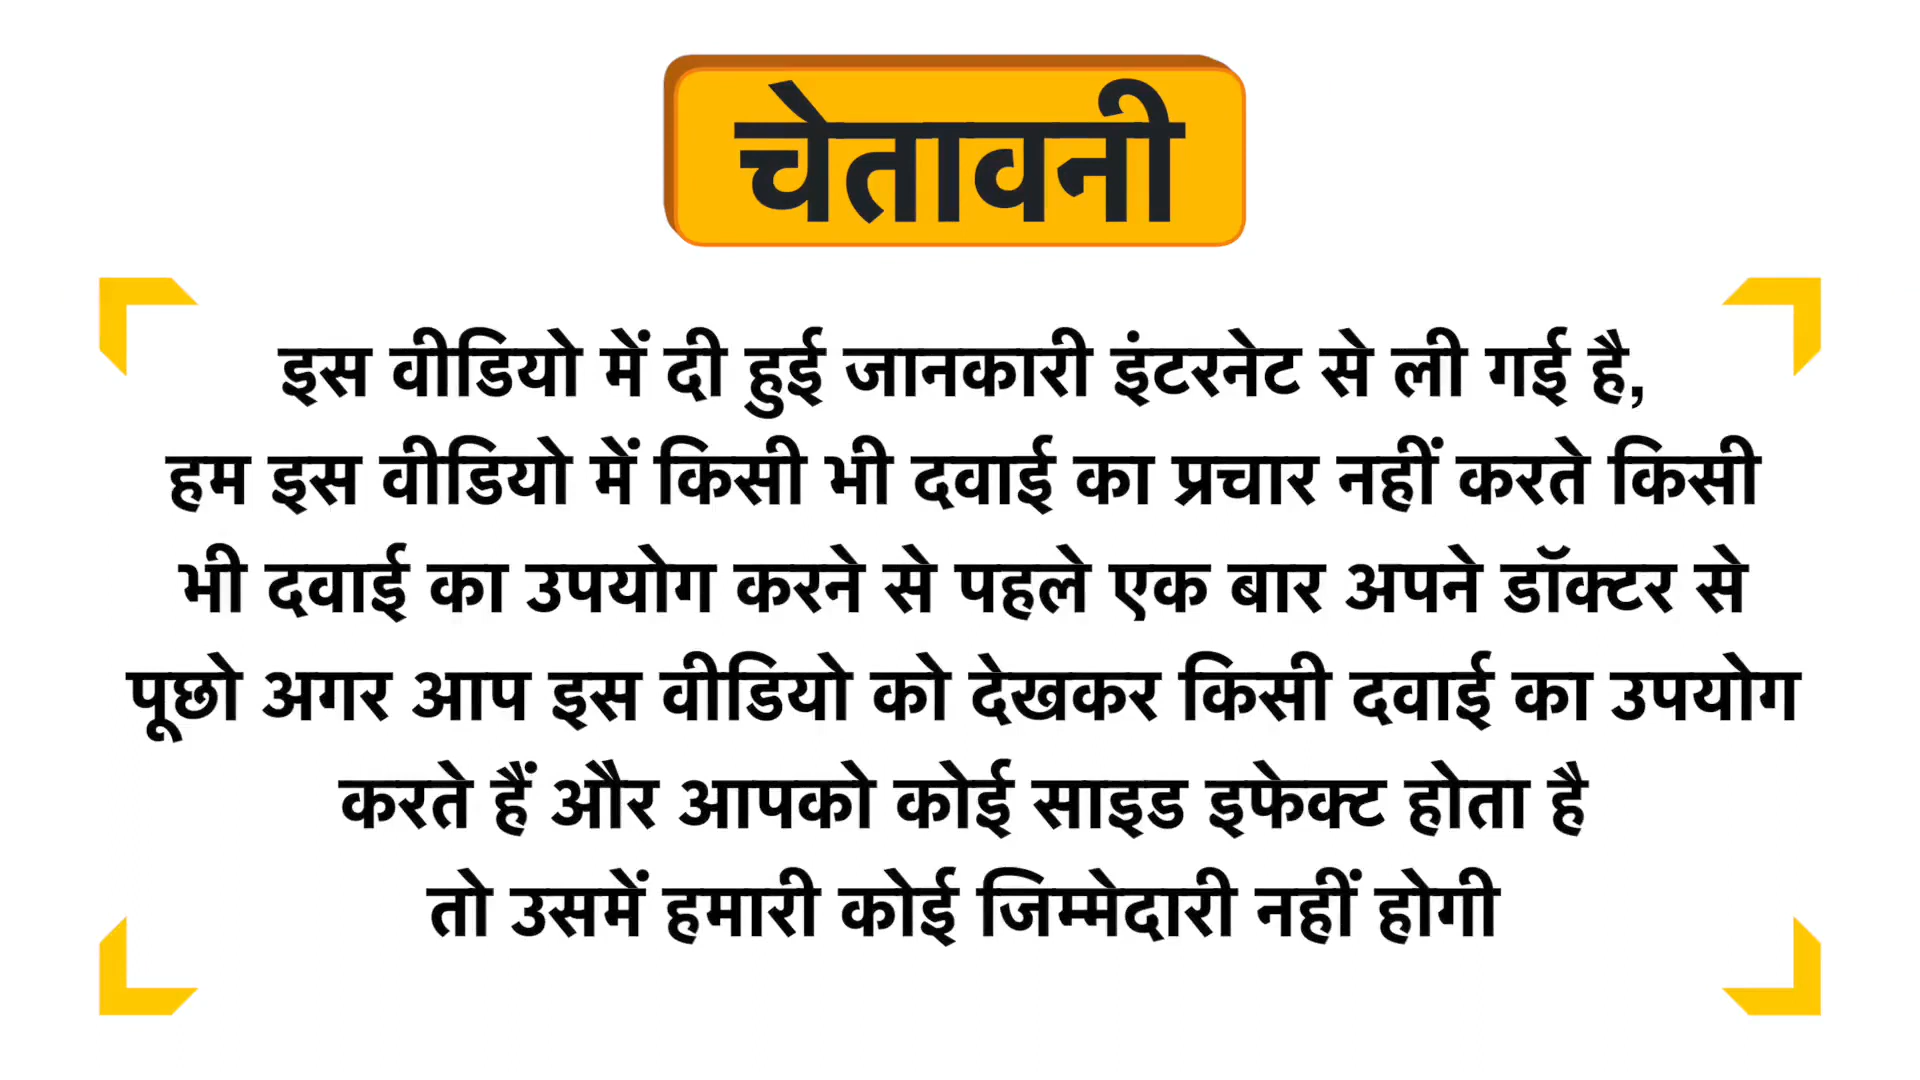 चेतावनी
इस वीडियो में दी हुई जानकारी इंटरनेट से ली गई है,
हम इस वीडियो में किसी भी दवाई का प्रचार नहीं करते किसी
भी दवाई का उपयोग करने से पहले एक बार अपने डॉक्टर से
पूछो अगर आप इस वीडियो को देखकर किसी दवाई का उपयोग
करते हैं और आपको कोई साइड इफेक्ट होता है
तो उसमें हमारी कोई जिम्मेदारी नहीं होगी